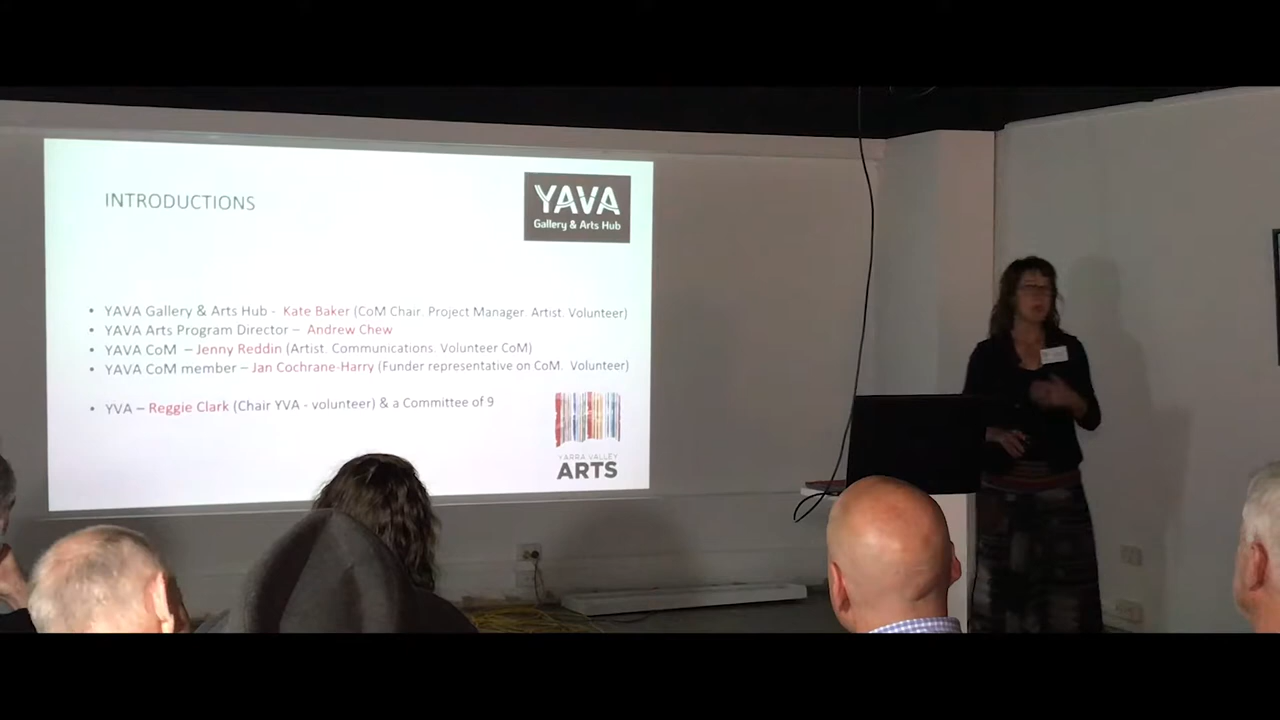 INTRODUCTIONS
YAVA
Gallery & Arts Hub
• YAVA Gallery & Arts Hub - Kate Baker (CoM Chair. Project Manager. Artist. Volunteer)
• YAVA Arts Program Director – Andrew Chew
• YAVA CoM – Jenny Reddin (Artist. Communications. Volunteer CoM)
• YAVA CoM member – Jan Cochrane-Harry (Funder representative on CoM. Volunteer)
• YVA – Reggie Clark (Chair YVA - volunteer) & a Committee of 9
YARRA VALLEY
ARTS